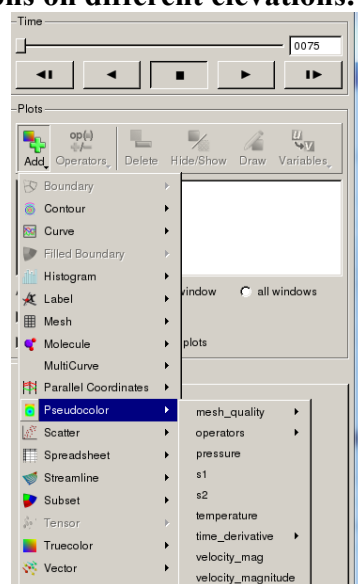 ons on different elevations.
Time
0075
Plots
op(-)
Add Operators Delete Hide/Show Draw Variables
Boundary
Contour
Curve
Filled Boundary
Histogram
Label
window all windows
Mesh
Molecule
plots
MultiCurve
Parallel Coordinates
Pseudocolor
mesh_quality
Scatter
operators
Spreadsheet
pressure
Streamline
s1
Subset
s2
Tensor
temperature
Truecolor
time_derivative
Vector
velocity_mag
velocity_magnitude